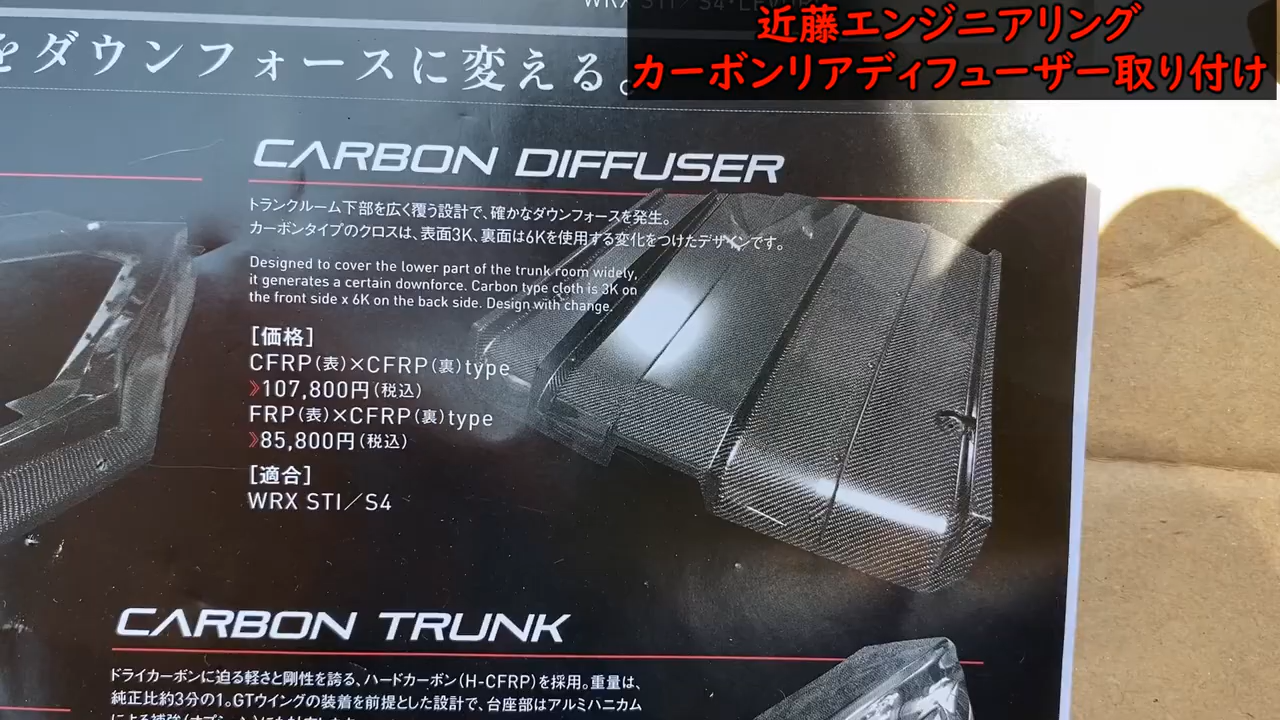 近藤エンジニアリング
カーボンリアディフューザー取り付け
WRX STI/S4・LEVORG
をダウンフォースに変える。
CARBON DIFFUSER
トランクルーム下部を広く覆う設計で、確かなダウンフォースを発生。
カーボンタイプのクロスは、表面3K、裏面は6Kを使用する変化をつけたデザインです。
Designed to cover the lower part of the trunk room widely,
it generates a certain downforce. Carbon type cloth is 3K on
the front side x 6K on the back side. Design with change.
[価格]
CFRP(表)×CFRP(裏)type
》107,800円(税込)
FRP(表)×CFRP(裏)type
》85,800円(税込)
[適合]
WRX STI/S4
CARBON TRUNK
ドライカーボンに迫る軽さと剛性を誇る、ハードカーボン(H-CFRP)を採用。重量は、
純正比約3分の1。GTウイングの装着を前提とした設計で、台座部はアルミハニカム